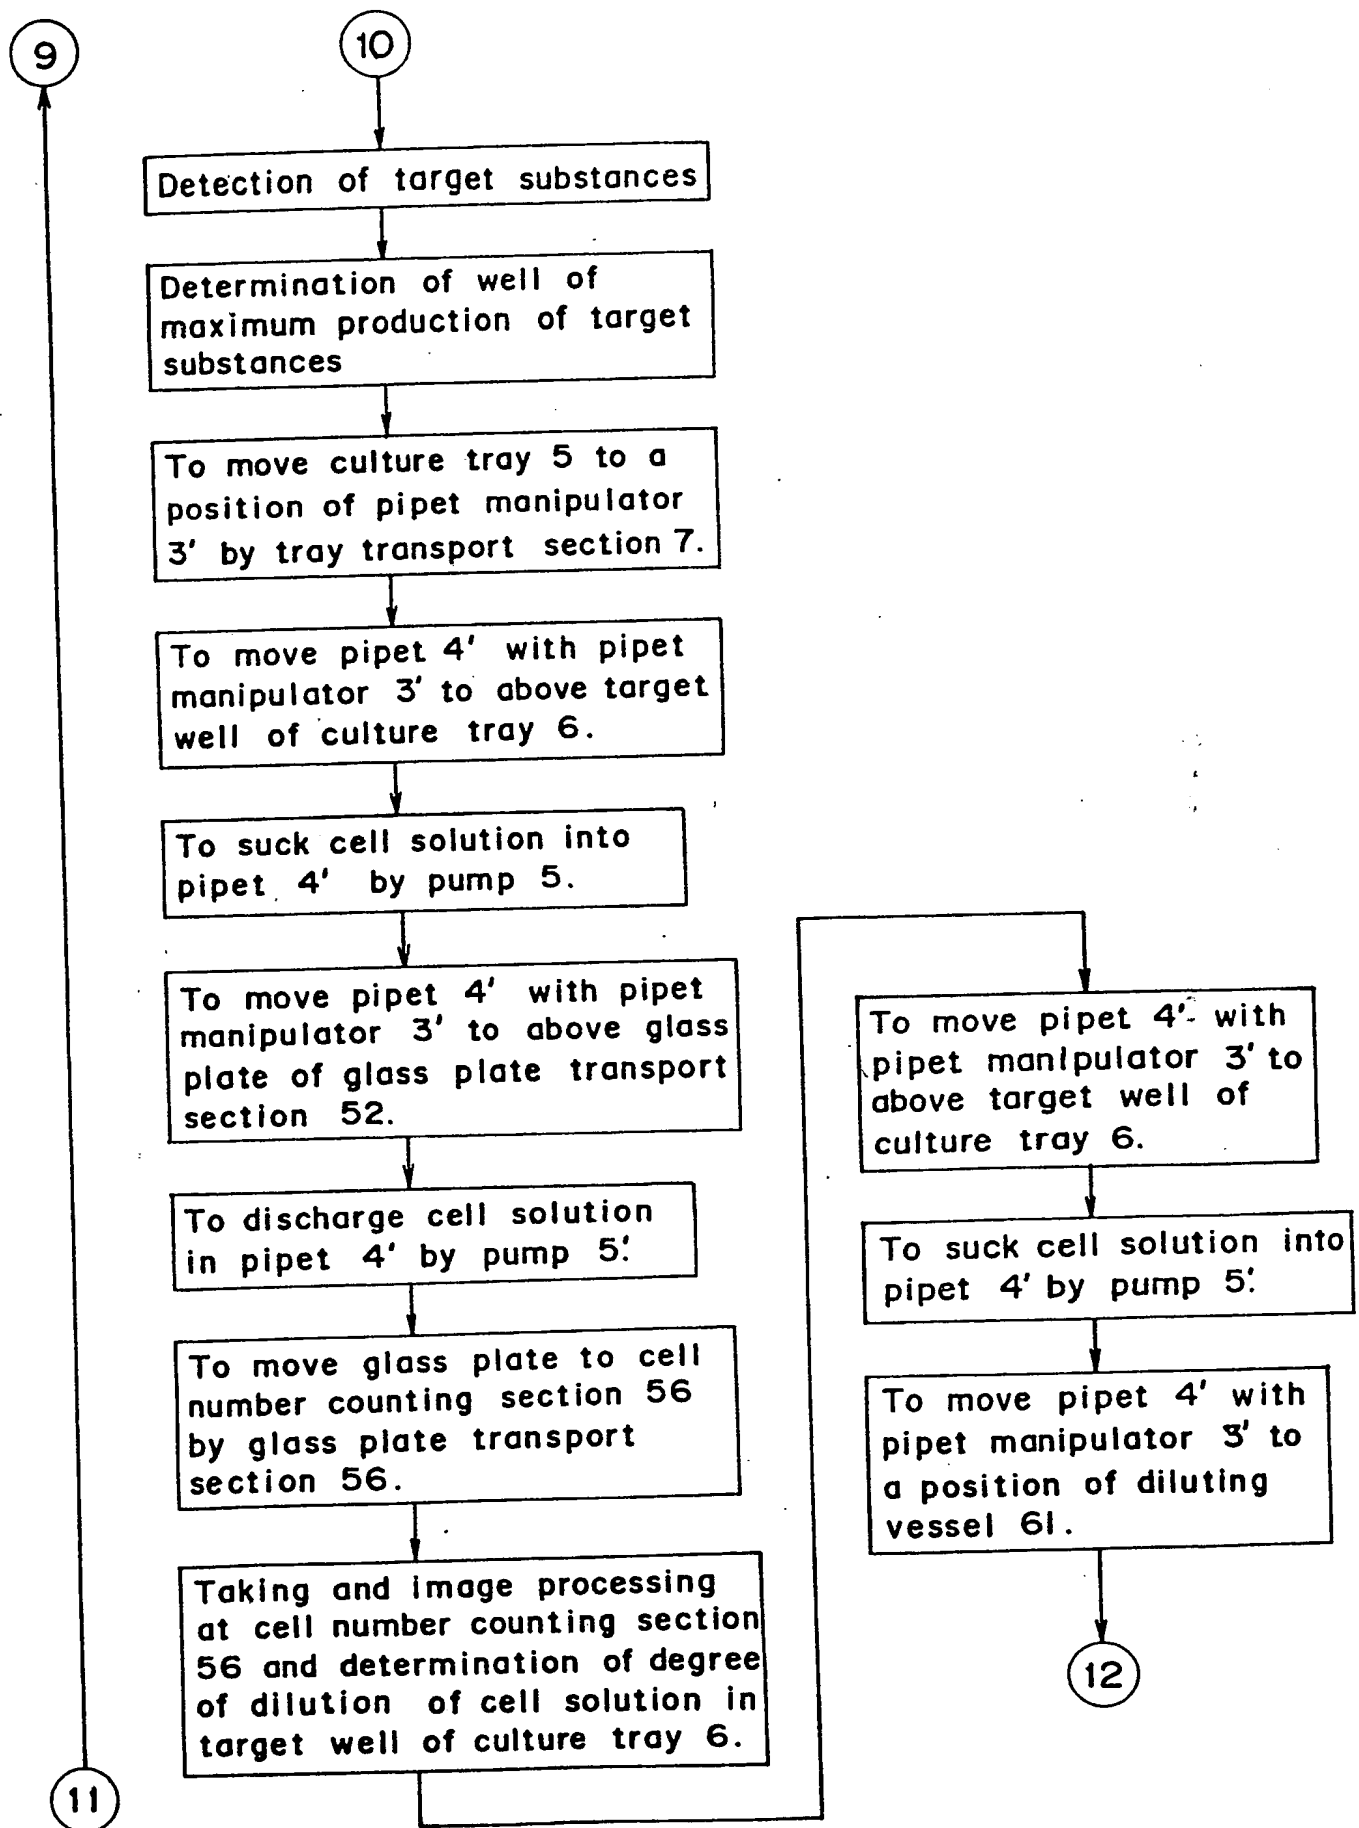 9
10
Detection of target substances
Determination of well of
maximum production of target
substances
To move culture tray 5 to a
position of pipet manipulator
3' by tray transport section 7.
To move pipet 4' with pipet
manipulator 3' to above target
well of culture tray 6.
To suck cell solution into
pipet 4' by pump 5.
To move pipet 4' with pipet
manipulator 3' to above glass
plate of glass plate transport
section 52.
To discharge cell solution
in pipet 4' by pump 5'.
To move glass plate to cell
number counting section 56
by glass plate transport
section 56.
Taking and image processing
at cell number counting section
56 and determination of degree
of dilution of cell solution in
target well of culture tray 6.
11
To move pipet 4' with
pipet manipulator 3' to
above target well of
culture tray 6.
To suck cell solution into
pipet 4' by pump 5'.
To move pipet 4' with
pipet manipulator 3' to
a position of diluting
vessel 61.
12